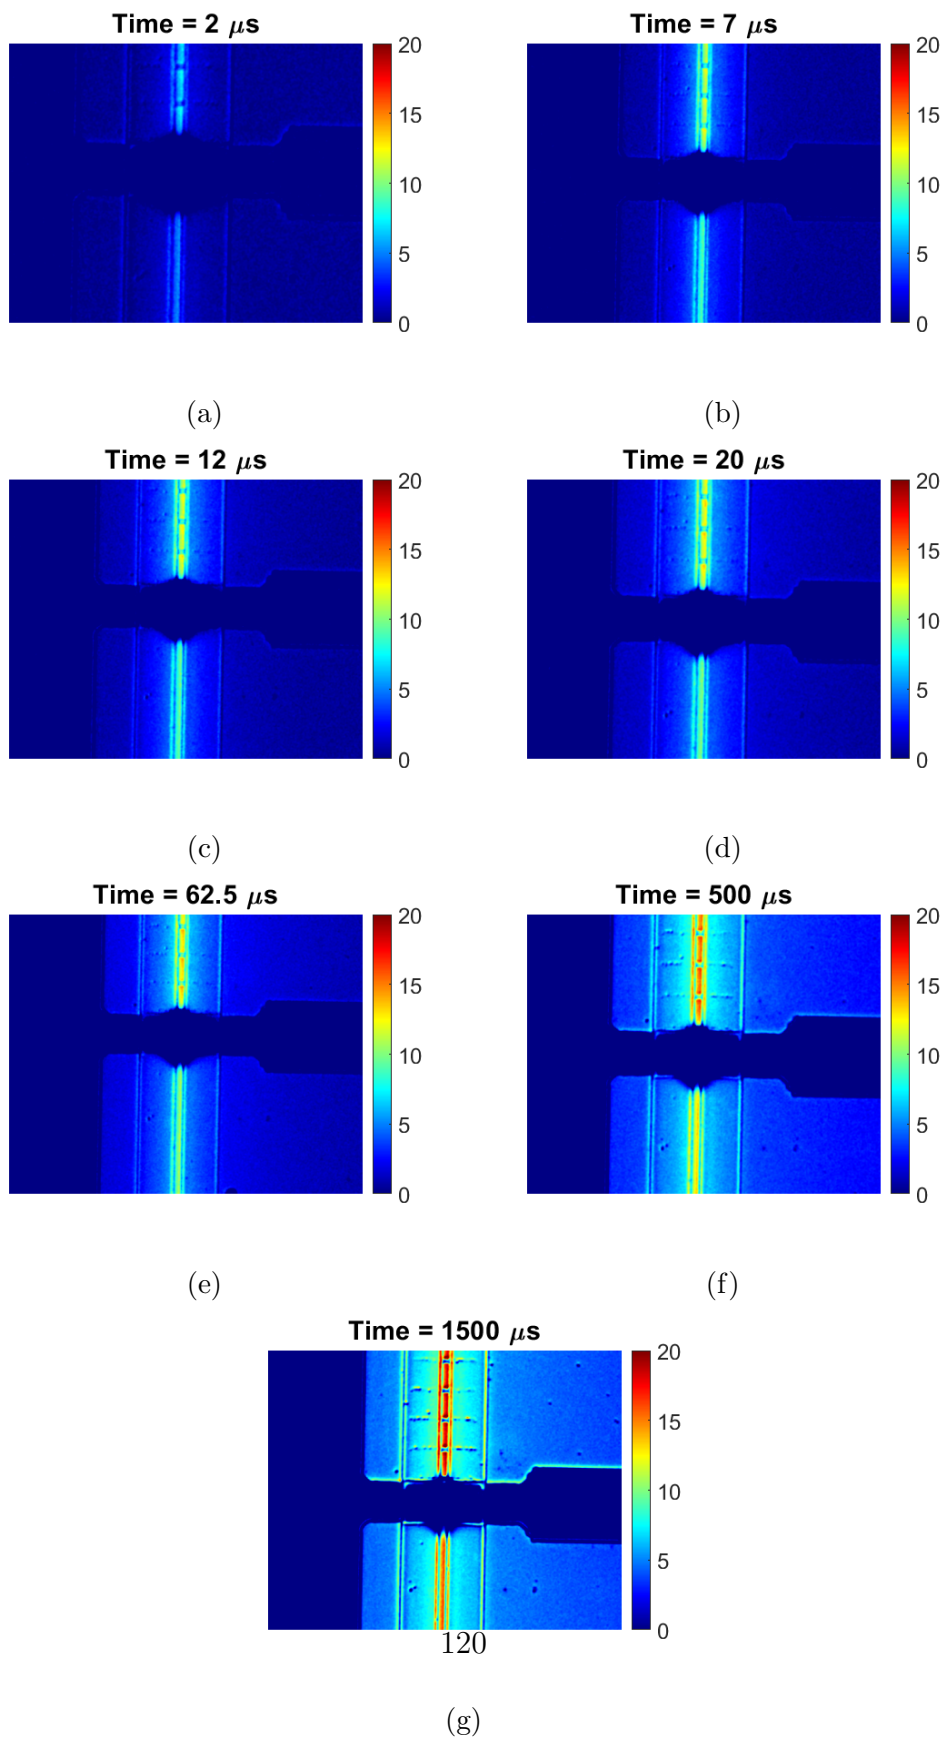 Time = 2 μs
Time = 7 μs
20
15
10
5
0
20
15
10
5
0
(a)
(b)
Time = 12 μs
Time = 20 μs
20
15
10
5
0
20
15
10
5
0
(c)
(d)
Time = 62.5 μs
Time = 500 μs
20
15
10
5
0
20
15
10
5
0
(e)
(f)
Time = 1500 μs
20
15
10
5
0
120
(g)